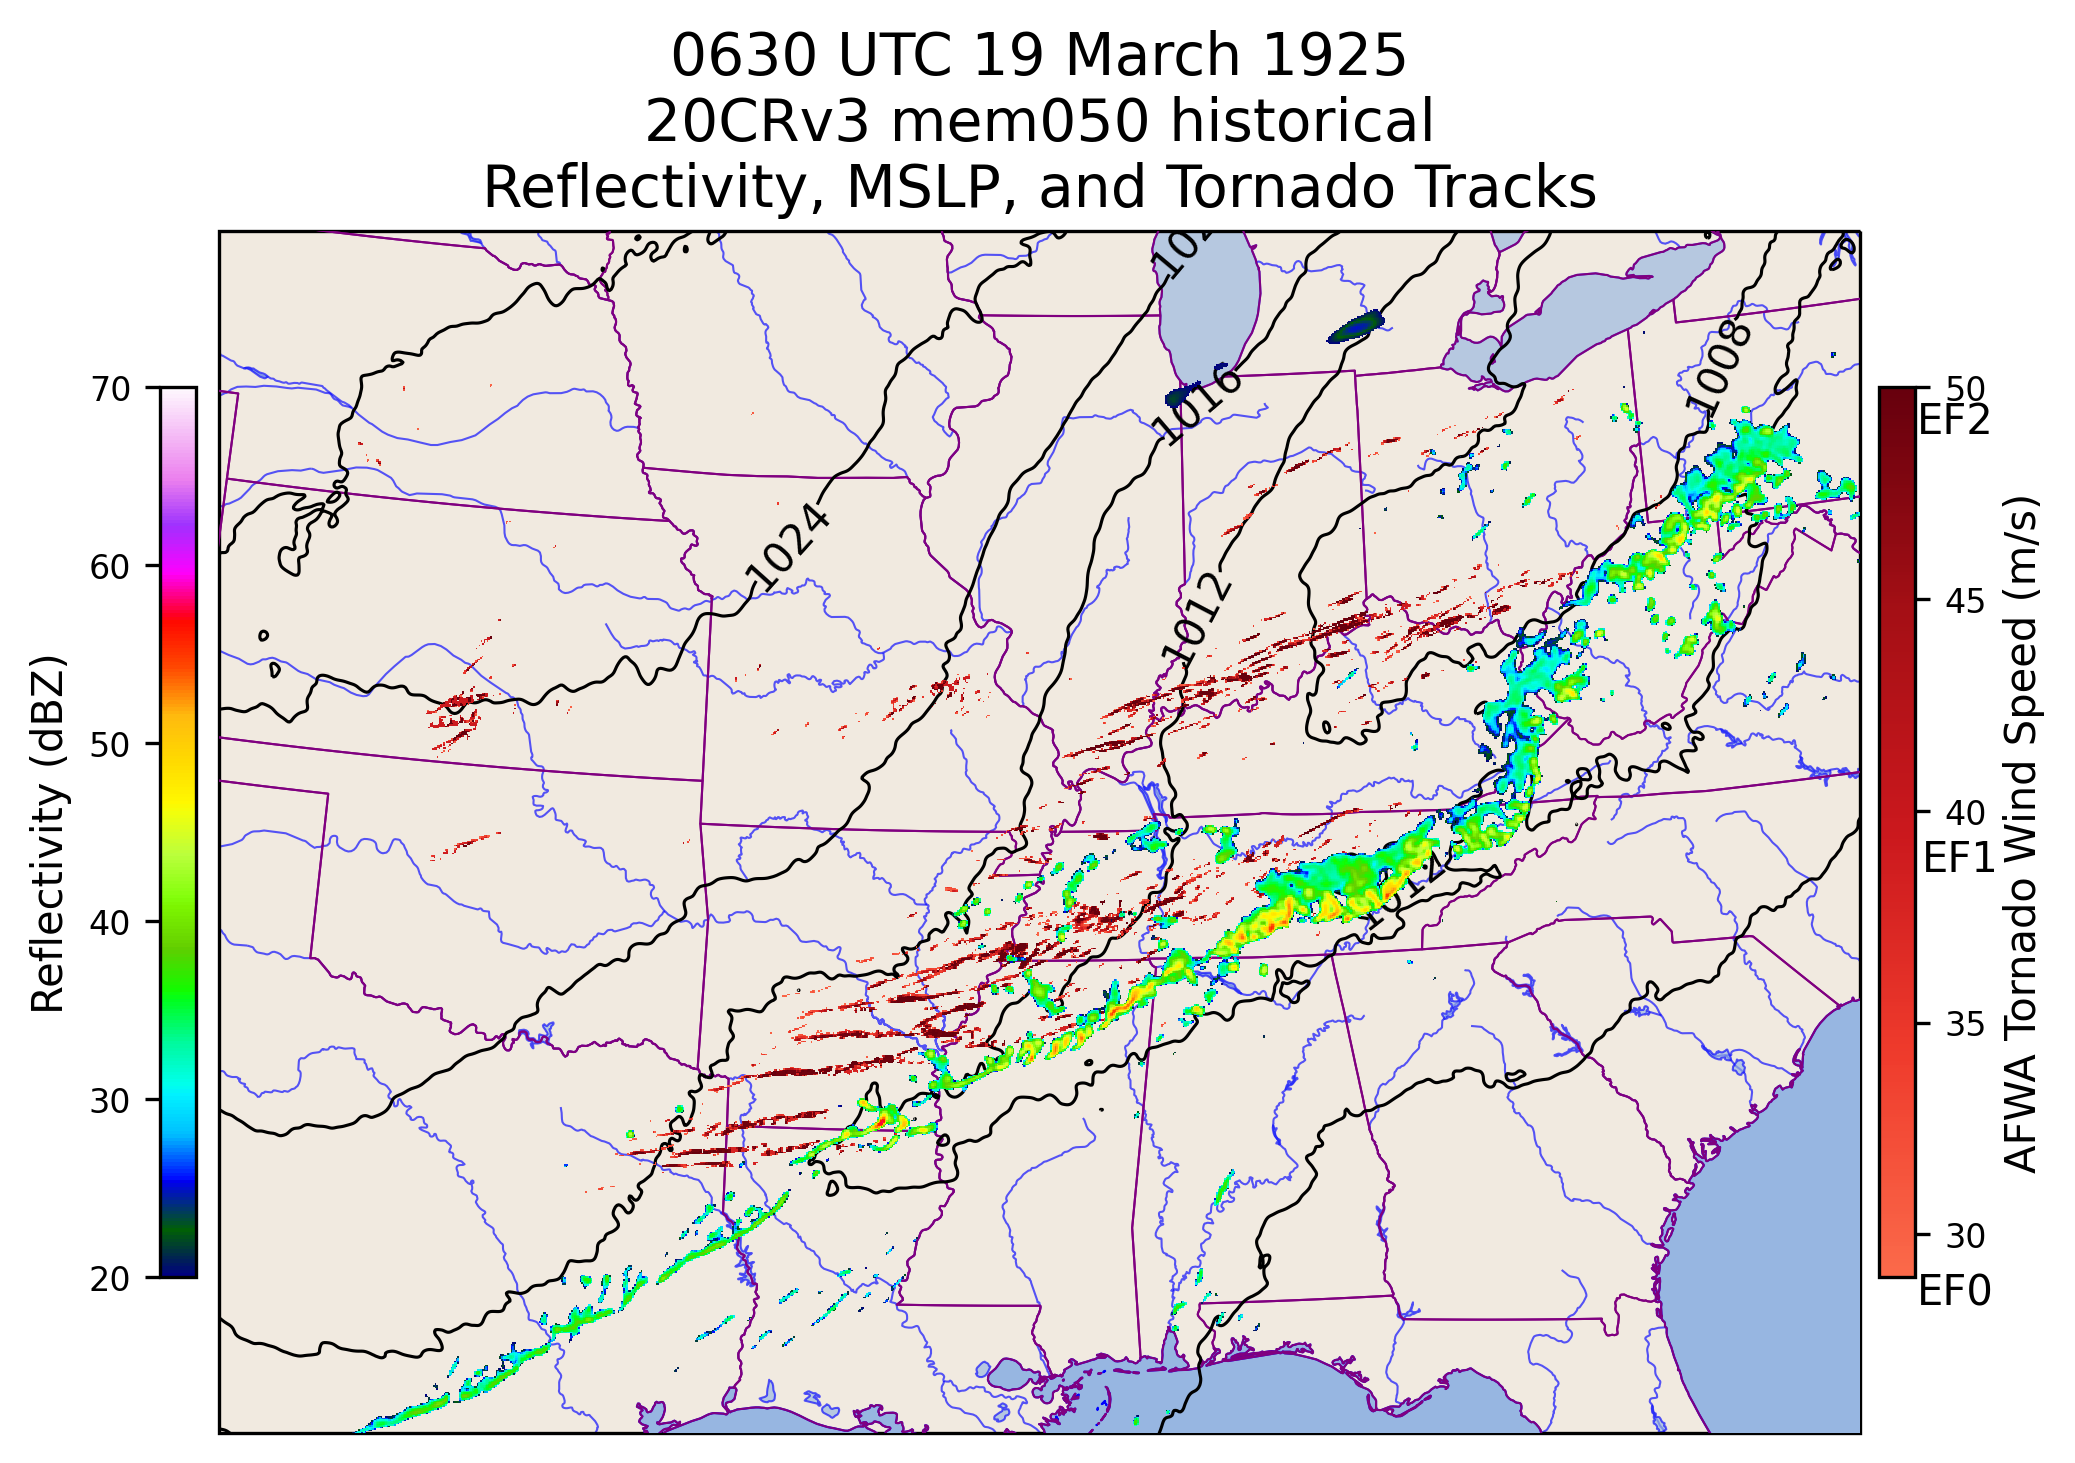 0630 UTC 19 March 1925
20CRv3 mem050 historical
Reflectivity, MSLP, and Tornado Tracks
1008
1016
1024
1012
1012
70
60
50
40
30
20
Reflectivity (dBZ)
50
EF2
45
40
EF1
35
30
EF0
AFWA Tornado Wind Speed (m/s)